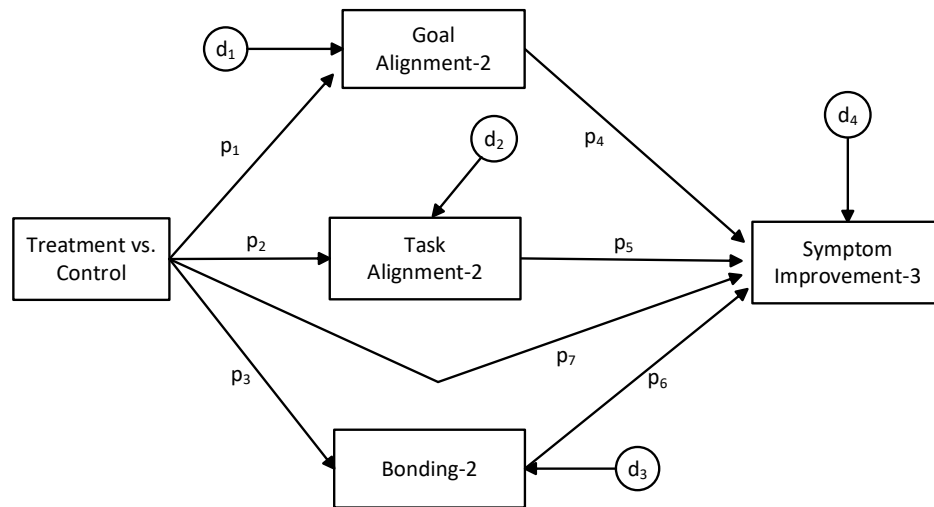 Goal
Alignment-2
d₁
d₄
d₂
p₁
p₄
Treatment vs.
Control
p₂
Task
Alignment-2
p₅
Symptom
Improvement-3
p₃
p₇
p₆
Bonding-2
d₃